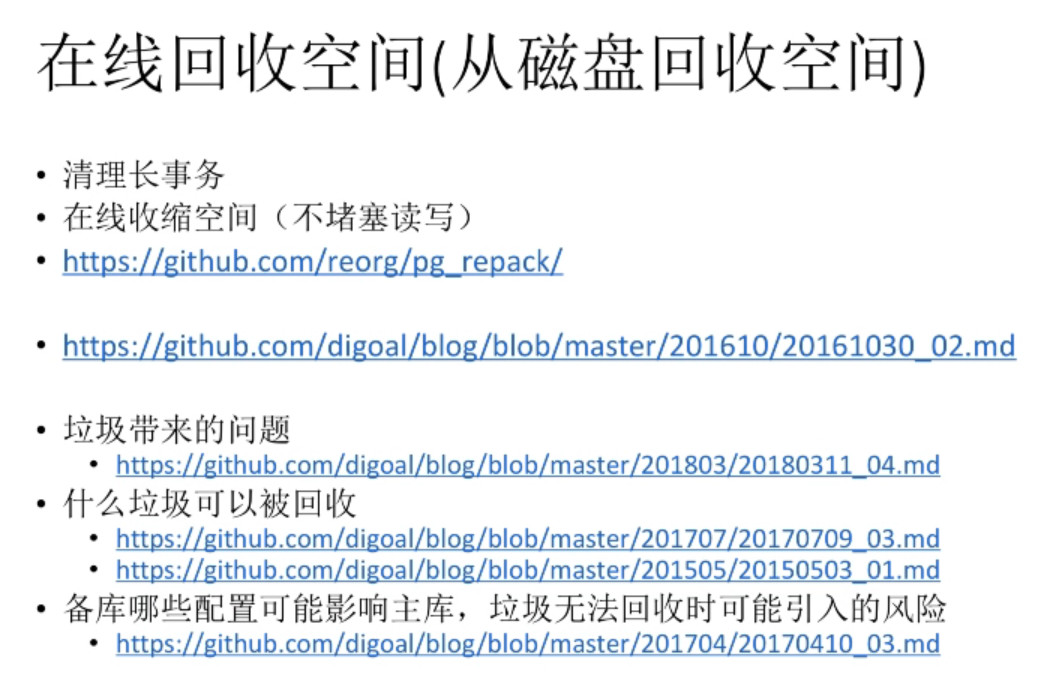 在线回收空间(从磁盘回收空间)
• 清理长事务
• 在线收缩空间（不堵塞读写）
• https://github.com/reorg/pg_repack/
• https://github.com/digoal/blog/blob/master/201610/20161030_02.md
• 垃圾带来的问题
• https://github.com/digoal/blog/blob/master/201803/20180311_04.md
• 什么垃圾可以被回收
• https://github.com/digoal/blog/blob/master/201707/20170709_03.md
• https://github.com/digoal/blog/blob/master/201505/20150503_01.md
• 备库哪些配置可能影响主库，垃圾无法回收时可能引入的风险
• https://github.com/digoal/blog/blob/master/201704/20170410_03.md